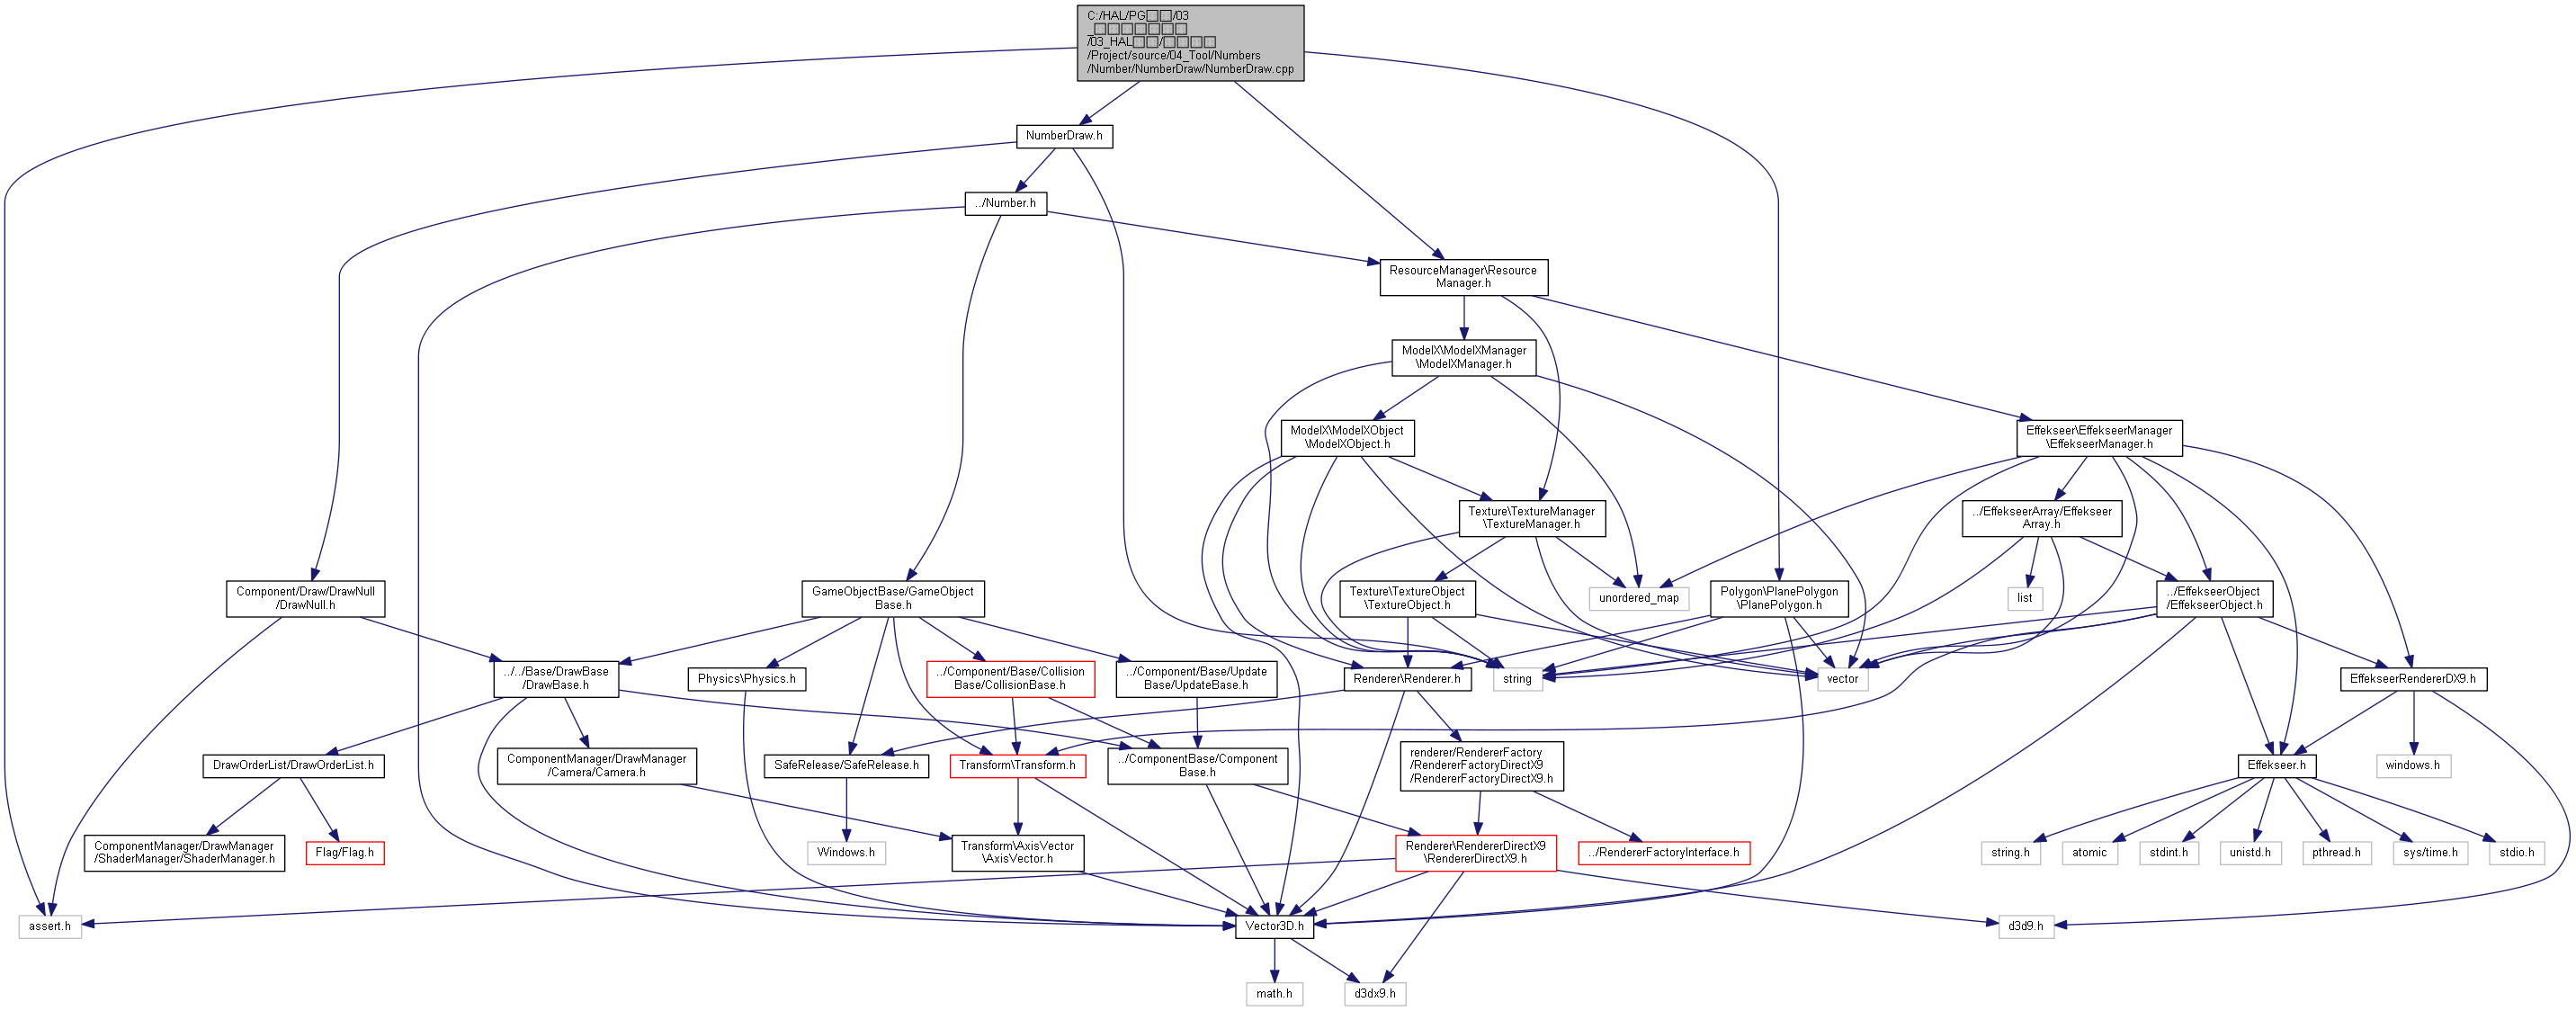 C:/HAL/PG□□/03
_□□□□□□□
/03_HAL□□/□□□□
/Project/source/04_Tool/Numbers
/Number/NumberDraw/NumberDraw.cpp
NumberDraw.h
../Number.h
ResourceManager\Resource
Manager.h
ModelX\ModelXManager
\ModelXManager.h
ModelX\ModelXObject
\ModelXObject.h
Effekseer\EffekseerManager
\EffekseerManager.h
Texture\TextureManager
\TextureManager.h
../EffekseerArray/Effekseer
Array.h
Component/Draw/DrawNull
/DrawNull.h
GameObjectBase/GameObject
Base.h
Texture\TextureObject
\TextureObject.h
unordered_map
Polygon\PlanePolygon
\PlanePolygon.h
list
../EffekseerObject
/EffekseerObject.h
../../Base/DrawBase
/DrawBase.h
Physics\Physics.h
../Component/Base/Collision
Base/CollisionBase.h
../Component/Base/Update
Base/UpdateBase.h
Renderer\Renderer.h
string
vector
EffekseerRendererDX9.h
DrawOrderList/DrawOrderList.h
ComponentManager/DrawManager
/Camera/Camera.h
SafeRelease/SafeRelease.h
Transform\Transform.h
../ComponentBase/Component
Base.h
renderer/RendererFactory
/RendererFactoryDirectX9
/RendererFactoryDirectX9.h
Effekseer.h
windows.h
ComponentManager/DrawManager
/ShaderManager/ShaderManager.h
Flag/Flag.h
Windows.h
Transform\AxisVector
\AxisVector.h
Renderer\RendererDirectX9
\RendererDirectX9.h
../RendererFactoryInterface.h
string.h
atomic
stdint.h
unistd.h
pthread.h
sys/time.h
stdio.h
assert.h
Vector3D.h
d3d9.h
math.h
d3dx9.h